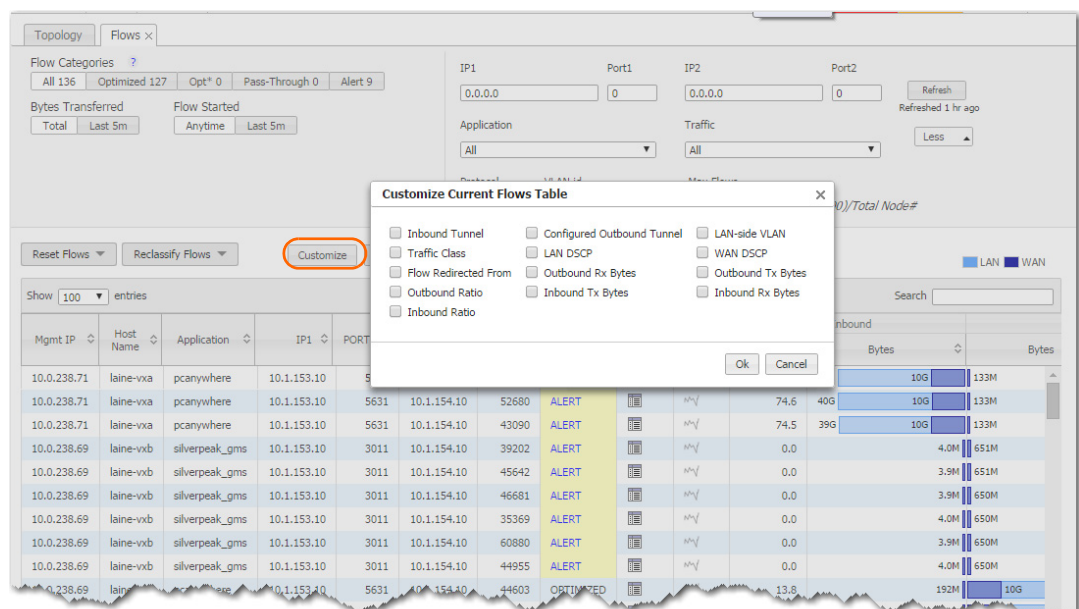 Topology Flows ×
Flow Categories ?
All 136 Optimized 127 Opt* 0 Pass-Through 0 Alert 9
Bytes Transferred Flow Started
Total Last 5m Anytime Last 5m
IP1 Port1 IP2 Port2
0.0.0.0 0 0.0.0.0 0 Refresh
Refreshed 1 hr ago
Application Traffic Less
All All
Customize Current Flows Table ×
Inbound Tunnel Configured Outbound Tunnel LAN-side VLAN
Traffic Class LAN DSCP WAN DSCP
Flow Redirected From Outbound Rx Bytes Outbound Tx Bytes
Outbound Ratio Inbound Tx Bytes Inbound Rx Bytes
Inbound Ratio
Ok Cancel
)/Total Node#
Reset Flows Reclassify Flows Customize LAN WAN
Show 100 entries Search
Mgmt IP Host Name Application IP1 PORT nbound Bytes Bytes
10.0.238.71 laine-vxa pcanywhere 10.1.153.10 5 10G 133M
10.0.238.71 laine-vxa pcanywhere 10.1.153.10 5631 10.1.154.10 52680 ALERT 74.6 40G 10G 133M
10.0.238.71 laine-vxa pcanywhere 10.1.153.10 5631 10.1.154.10 43090 ALERT 74.5 39G 10G 133M
10.0.238.69 laine-vxb silverpeak_gms 10.1.153.10 3011 10.1.154.10 39202 ALERT 0.0 4.0M 651M
10.0.238.69 laine-vxb silverpeak_gms 10.1.153.10 3011 10.1.154.10 45642 ALERT 0.0 3.9M 651M
10.0.238.69 laine-vxb silverpeak_gms 10.1.153.10 3011 10.1.154.10 46681 ALERT 0.0 3.9M 650M
10.0.238.69 laine-vxb silverpeak_gms 10.1.153.10 3011 10.1.154.10 35369 ALERT 0.0 4.0M 650M
10.0.238.69 laine-vxb silverpeak_gms 10.1.153.10 3011 10.1.154.10 60880 ALERT 0.0 3.9M 650M
10.0.238.69 laine-vxb silverpeak_gms 10.1.153.10 3011 10.1.154.10 44955 ALERT 0.0 4.0M 650M
5631 44603 OPTIMIZED 13.8 192M 10G